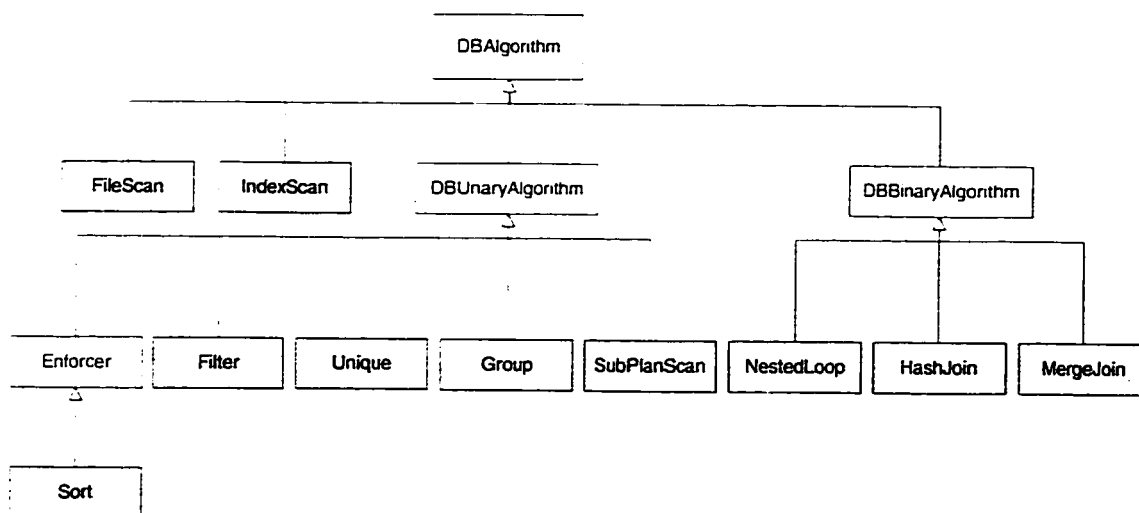 DBAlgorithm
FileScan IndexScan DBUnaryAlgorithm DBBinaryAlgorithm
Enforcer Filter Unique Group SubPlanScan NestedLoop HashJoin MergeJoin
Sort